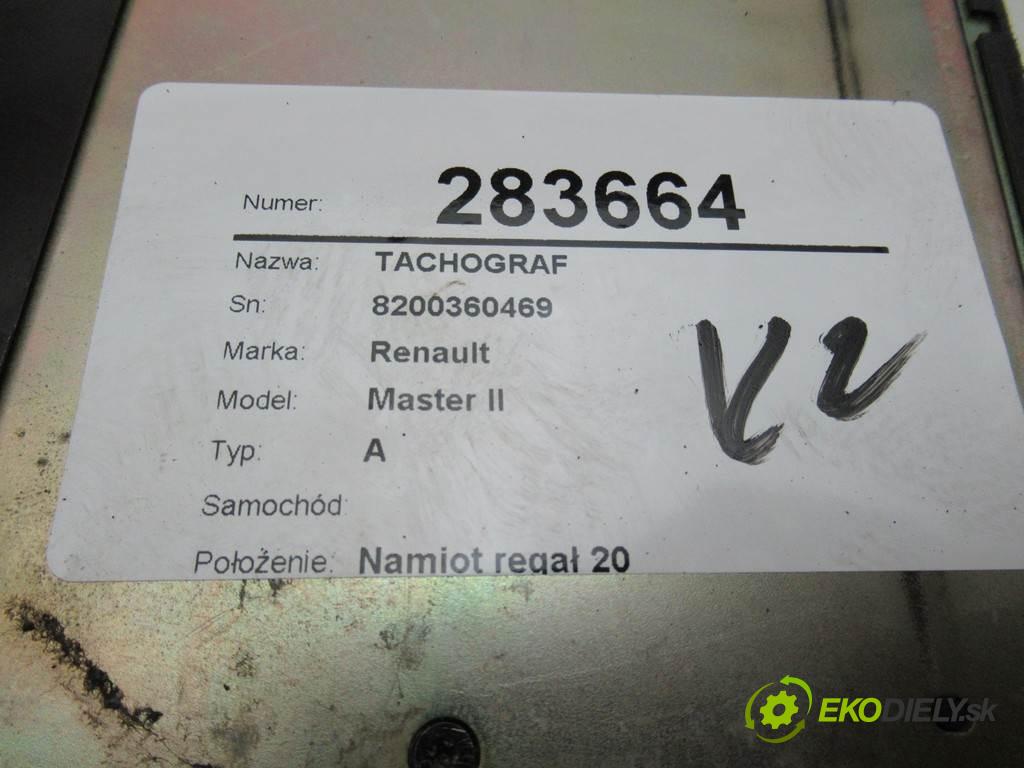 Numer: 283664
Nazwa: TACHOGRAF
Sn: 8200360469
Marka: Renault
Model: Master II
Typ: A
Samochód:
Położenie: Namiot regał 20
V2
EKODIELY.sk